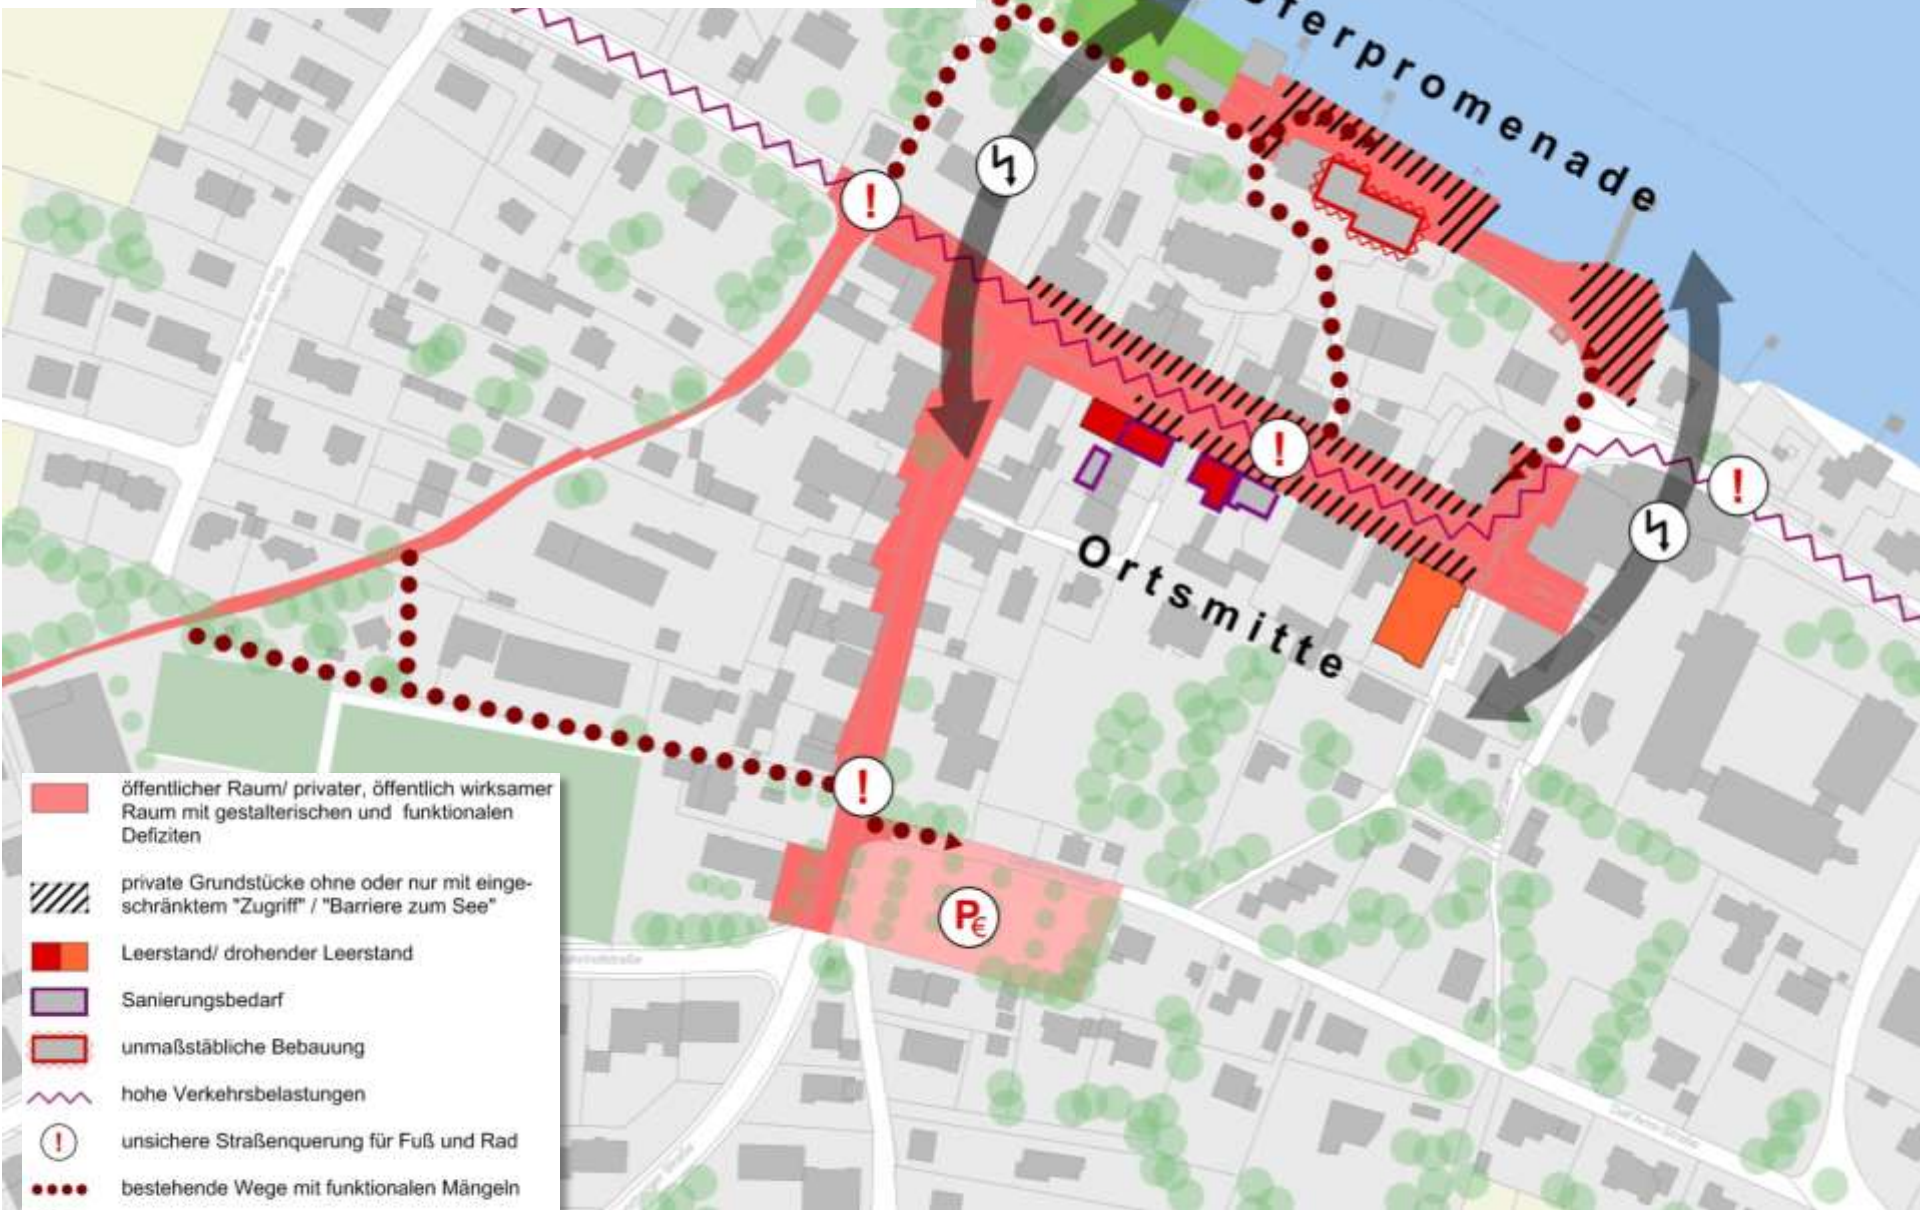 ferpromenade
!
!
!
!
Ortsmitte
P€
öffentlicher Raum/ privater, öffentlich wirksamer
Raum mit gestalterischen und funktionalen
Defiziten
private Grundstücke ohne oder nur mit einge-
schränktem "Zugriff" / "Barriere zum See"
Leerstand/ drohender Leerstand
Sanierungsbedarf
unmaßstäbliche Bebauung
hohe Verkehrsbelastungen
! unsichere Straßenquerung für Fuß und Rad
bestehende Wege mit funktionalen Mängeln